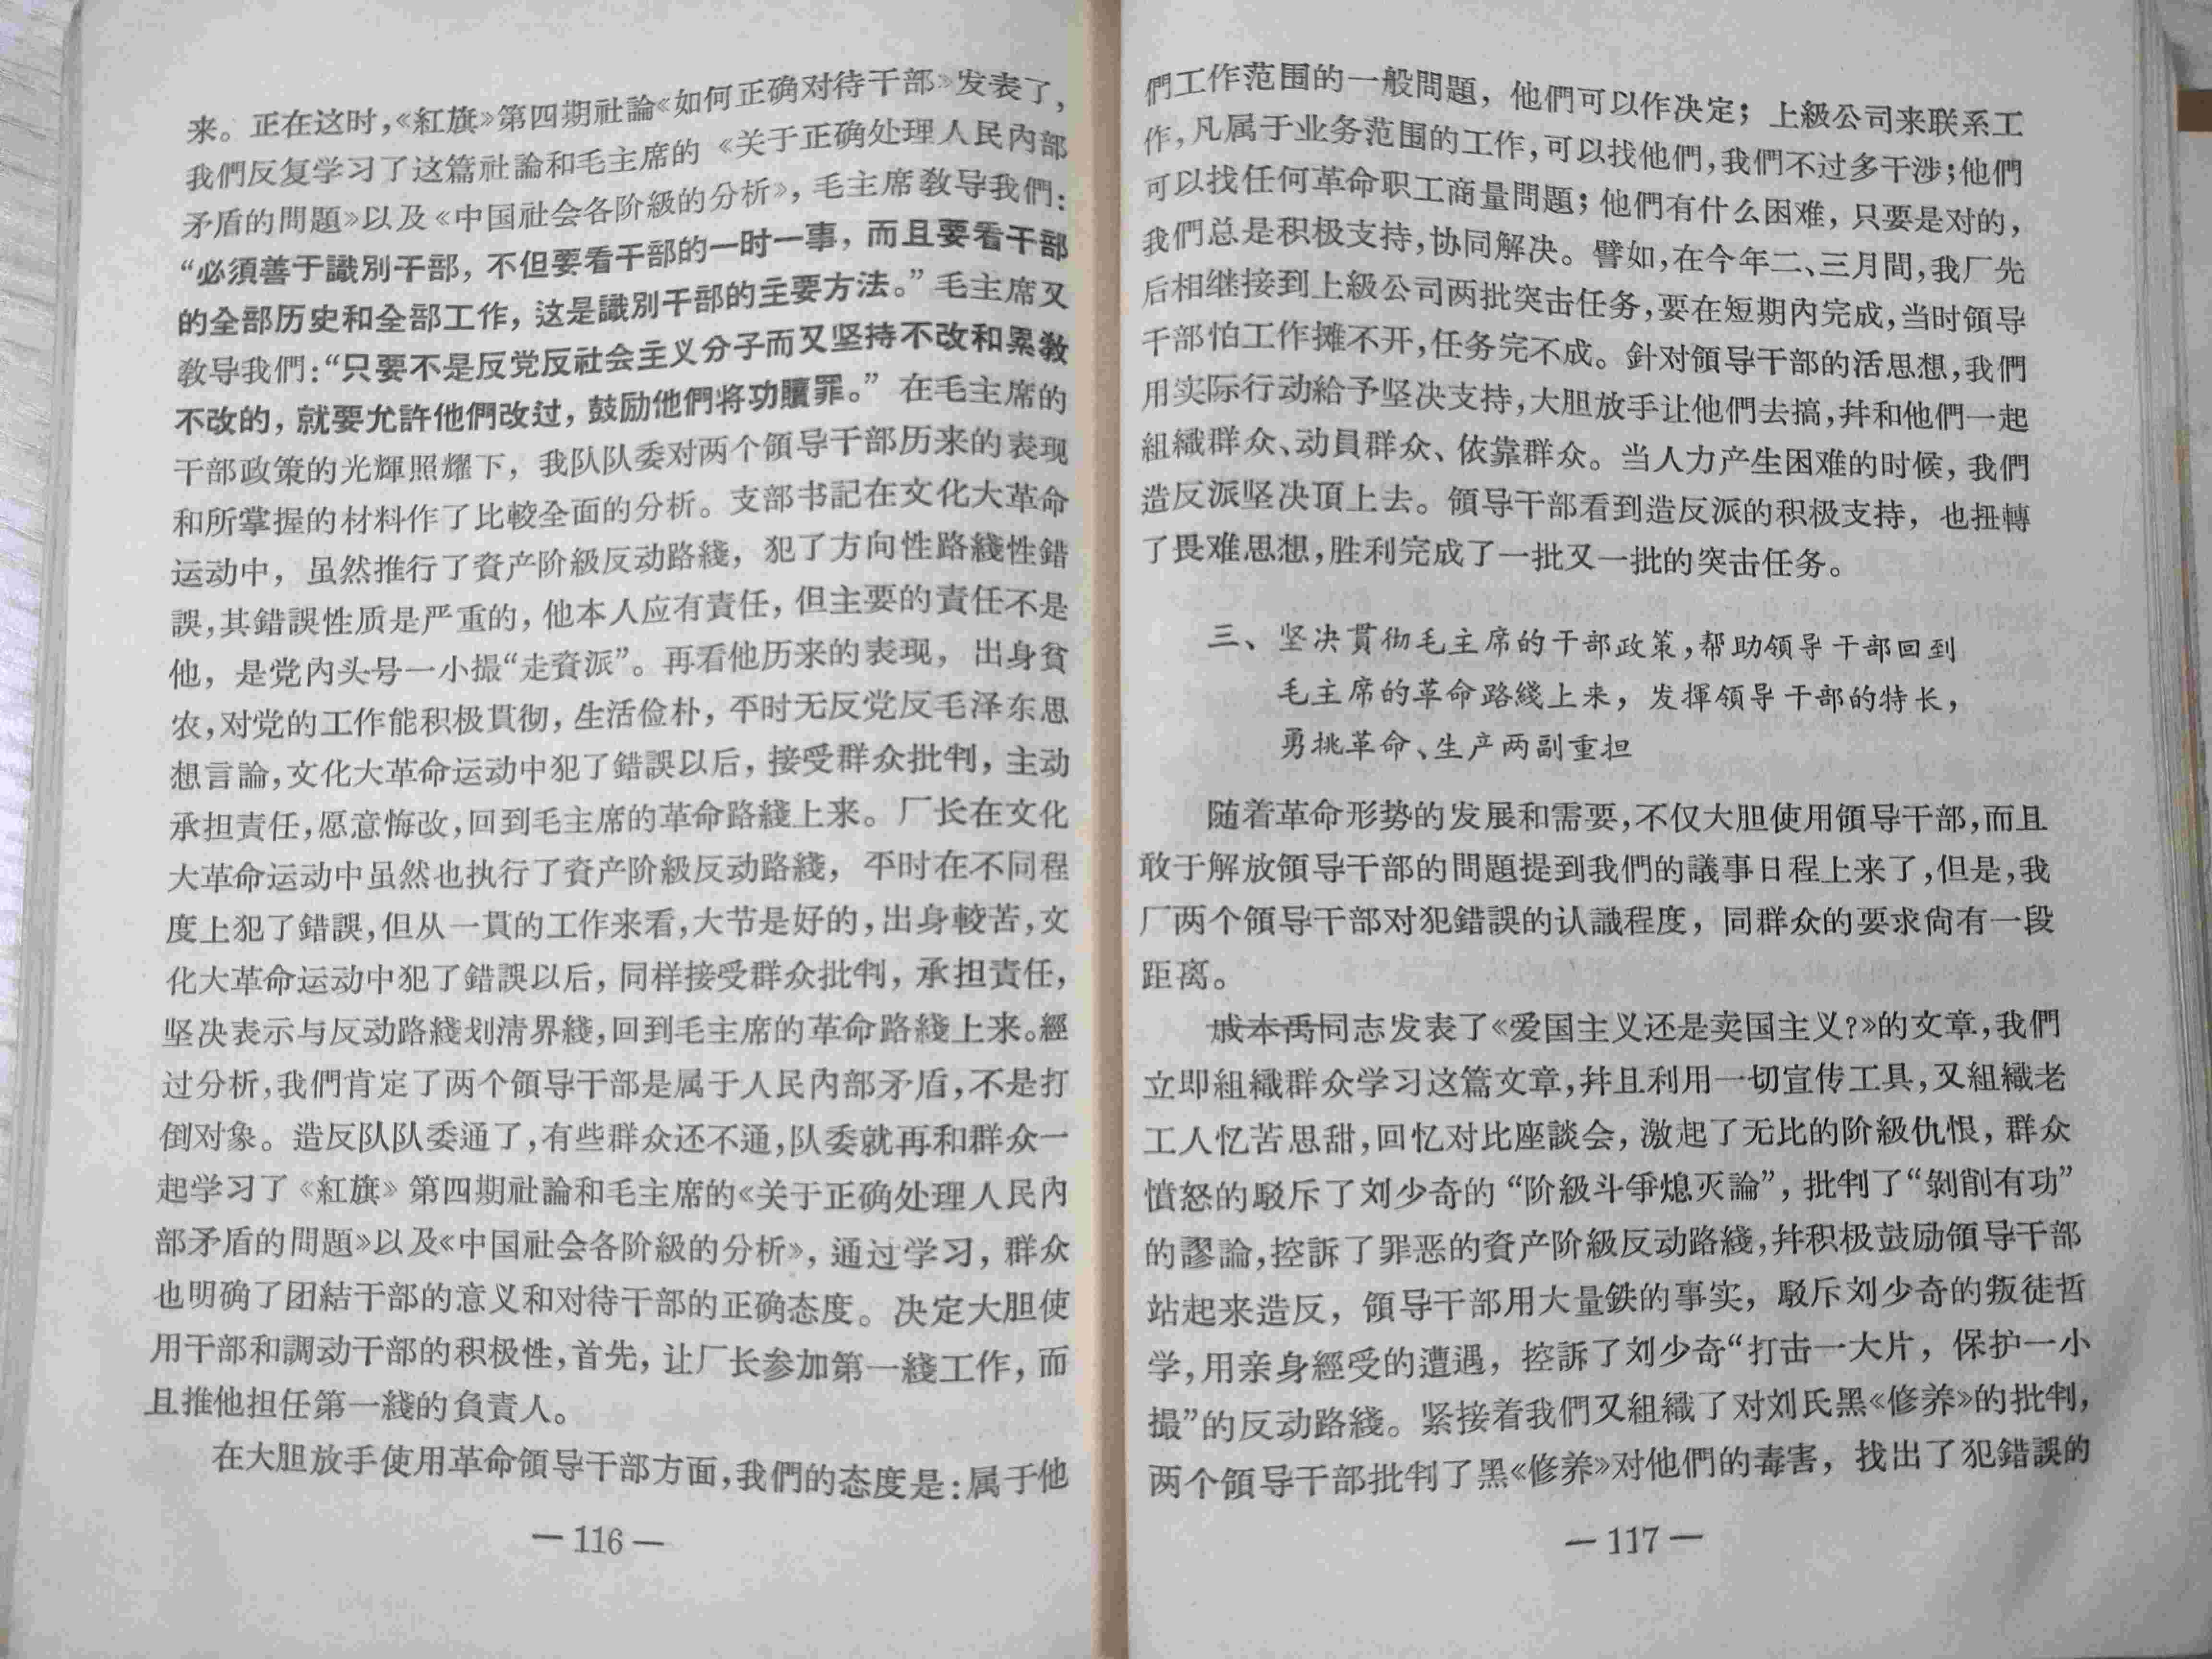 来。正在这时，《紅旗》第四期社論《如何正确对待干部》发表了，
我們反复学习了这篇社論和毛主席的《关于正确处理人民內部
矛盾的問題》以及《中国社会各阶級的分析》，毛主席敎导我們：
“必須善于識別干部，不但要看干部的一时一事，而且要看干部
的全部历史和全部工作，这是識別干部的主要方法。”毛主席又
敎导我們：“只要不是反党反社会主义分子而又坚持不改和累敎
不改的，就要允許他們改过，鼓励他們将功贖罪。”在毛主席的
干部政策的光輝照耀下，我队队委对两个領导干部历来的表现
和所掌握的材料作了比較全面的分析。支部书記在文化大革命
运动中，虽然推行了資产阶級反动路綫，犯了方向性路綫性錯
誤，其錯誤性质是严重的，他本人应有責任，但主要的責任不是
他，是党內头号一小撮“走資派”。再看他历来的表现，出身貧
农，对党的工作能积极貫彻，生活俭朴，平时无反党反毛泽东思
想言論，文化大革命运动中犯了錯誤以后，接受群众批判，主动
承担責任，愿意悔改，回到毛主席的革命路綫上来。厂长在文化
大革命运动中虽然也执行了資产阶級反动路綫，平时在不同程
度上犯了錯誤，但从一貫的工作来看，大节是好的，出身較苦，文
化大革命运动中犯了錯誤以后，同样接受群众批判，承担責任，
坚决表示与反动路綫划清界綫，回到毛主席的革命路綫上来。經
过分析，我們肯定了两个領导干部是属于人民內部矛盾，不是打
倒对象。造反队队委通了，有些群众还不通，队委就再和群众一
起学习了《紅旗》第四期社論和毛主席的《关于正确处理人民內
部矛盾的問題》以及《中国社会各阶級的分析》，通过学习，群众
也明确了团結干部的意义和对待干部的正确态度。决定大胆使
用干部和調动干部的积极性，首先，让厂长参加第一綫工作，而
且推他担任第一綫的負責人。
在大胆放手使用革命領导干部方面，我們的态度是：属于他
— 116 —
們工作范围的一般問題，他們可以作决定；上級公司来联系工
作，凡属于业务范围的工作，可以找他們，我們不过多干涉；他們
可以找任何革命职工商量問題；他們有什么困难，只要是对的，
我們总是积极支持，协同解决。譬如，在今年二、三月間，我厂先
后相继接到上級公司两批突击任务，要在短期內完成，当时領导
干部怕工作摊不开，任务完不成。針对領导干部的活思想，我們
用实际行动給予坚决支持，大胆放手让他們去搞，并和他們一起
組織群众、动員群众、依靠群众。当人力产生困难的时候，我們
造反派坚决頂上去。領导干部看到造反派的积极支持，也扭轉
了畏难思想，胜利完成了一批又一批的突击任务。
三、坚决貫彻毛主席的干部政策，帮助領导干部回到
毛主席的革命路綫上来，发揮領导干部的特长，
勇挑革命、生产两副重担
随着革命形势的发展和需要，不仅大胆使用領导干部，而且
敢于解放領导干部的問題提到我們的議事日程上来了，但是，我
厂两个領导干部对犯錯誤的认識程度，同群众的要求尙有一段
距离。
戚本禹同志发表了《爱国主义还是卖国主义？》的文章，我們
立即組織群众学习这篇文章，并且利用一切宣传工具，又組織老
工人忆苦思甜，回忆对比座談会，激起了无比的阶級仇恨，群众
憤怒的駁斥了刘少奇的“阶級斗爭熄灭論”，批判了“剝削有功”
的謬論，控訴了罪恶的資产阶級反动路綫，并积极鼓励領导干部
站起来造反，領导干部用大量鉄的事实，駁斥刘少奇的叛徒哲
学，用亲身經受的遭遇，控訴了刘少奇“打击一大片，保护一小
撮”的反动路綫。紧接着我們又組織了对刘氏黑《修养》的批判，
两个領导干部批判了黑《修养》对他們的毒害，找出了犯錯誤的
— 117 —